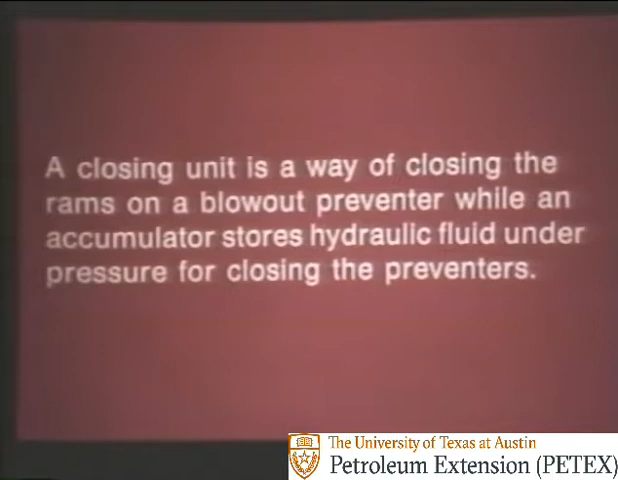 A closing unit is a way of closing the
rams on a blowout preventer while an
accumulator stores hydraulic fluid under
pressure for closing the preventers.
The University of Texas at Austin
Petroleum Extension (PETEX)